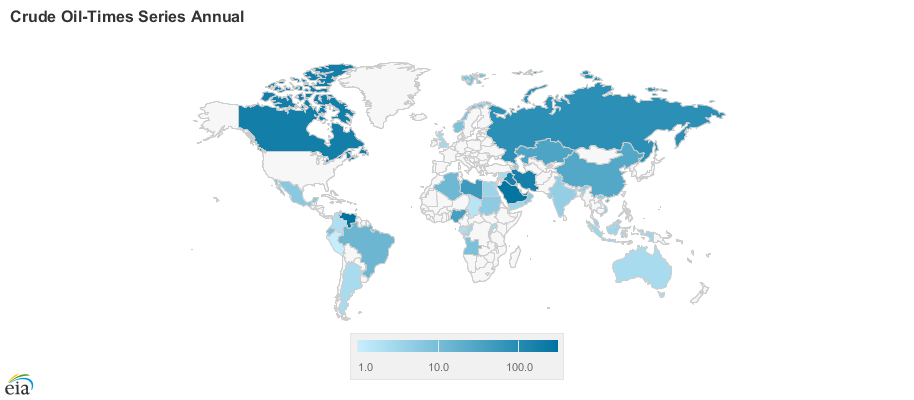 Crude Oil-Times Series Annual
1.0 10.0 100.0
eia